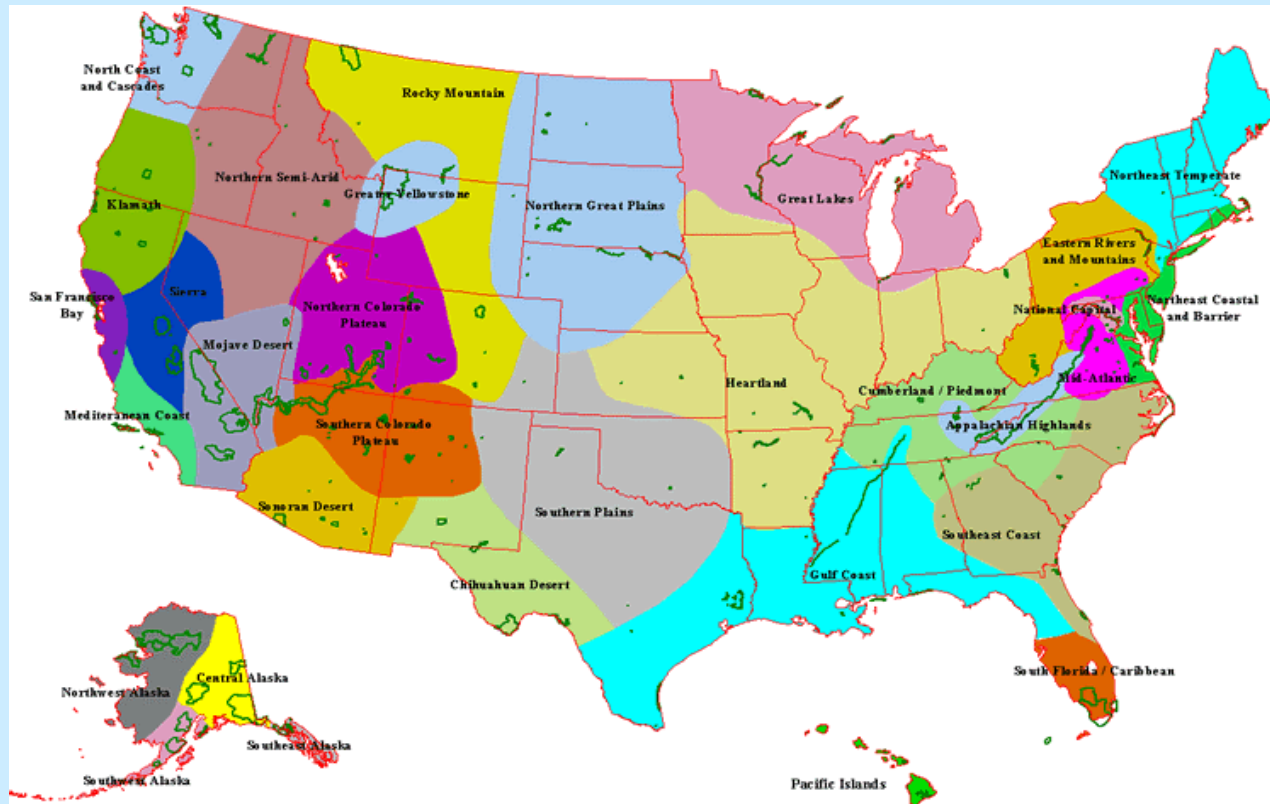 North Coast
and Cascades
Rocky Mountain
Northern Semi-Arid
Greater Yellowstone
Klamath
Northern Great Plains
Great Lakes
Northeast Temperate
Eastern Rivers
and Mountains
San Francisco
Bay
Sierra
Northern Colorado
Plateau
National Capital
Northeast Coastal
and Barrier
Mojave Desert
Heartland
Cumberland / Piedmont
Mid-Atlantic
Mediteranean Coast
Southern Colorado
Plateau
Appalachian Highlands
Sonoran Desert
Southern Plains
Southeast Coast
Chihuahuan Desert
Gulf Coast
Northwest Alaska
Central Alaska
South Florida / Caribbean
Southeast Alaska
Southwest Alaska
Pacific Islands